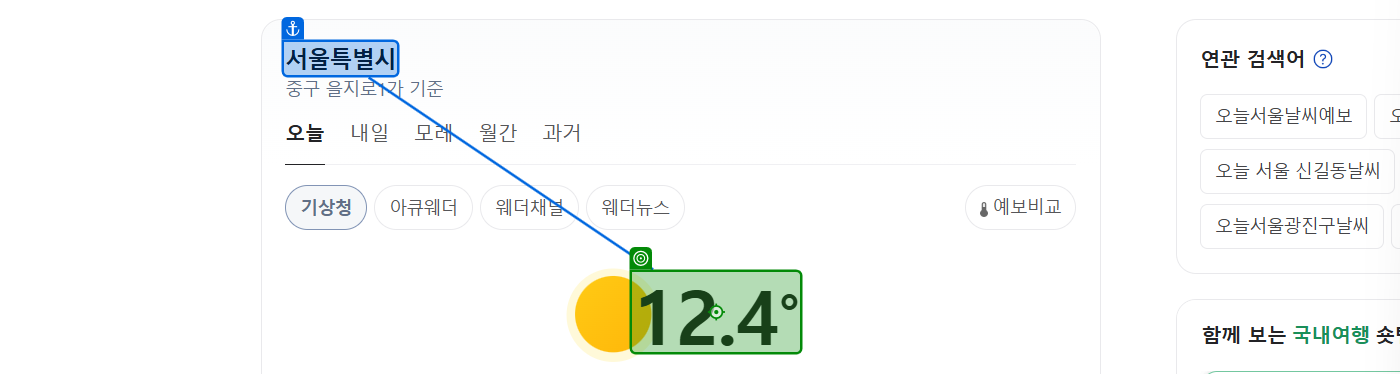 서울특별시
중구 을지로1가 기준
오늘 내일 모레 월간 과거
기상청 아큐웨더 웨더채널 웨더뉴스 예보비교
12.4°
연관 검색어 ?
오늘서울날씨예보
오늘 서울 신길동날씨
오늘서울광진구날씨
함께 보는 국내여행